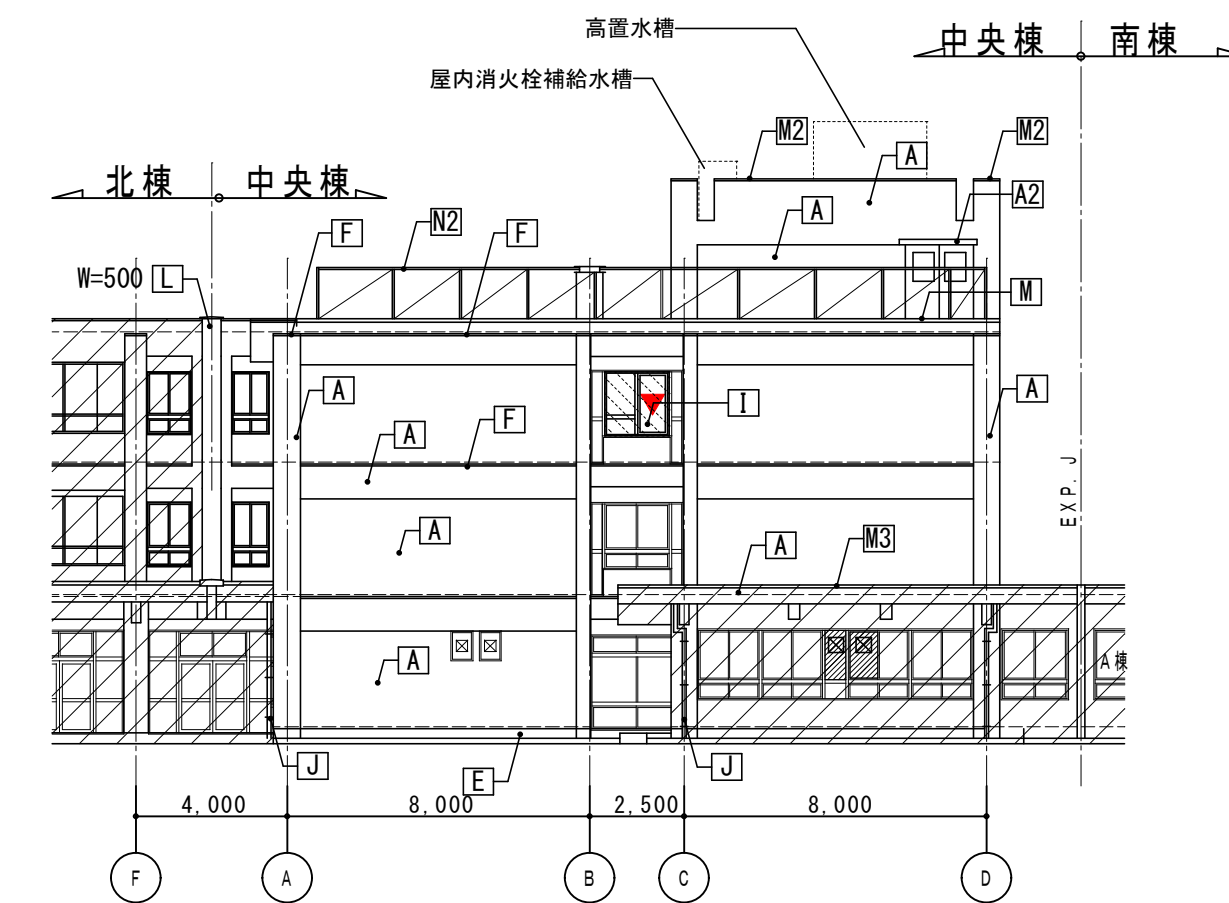 高置水槽
中央棟 南棟
屋内消火栓補給水槽
M2
M2
A
北棟 中央棟
A2
A
N2
F
F
W=500 L
M
A
I
A
F
A
EXP. J
A
A
M3
A
A棟
J
J
E
4,000 8,000 2,500 8,000
F A B C D